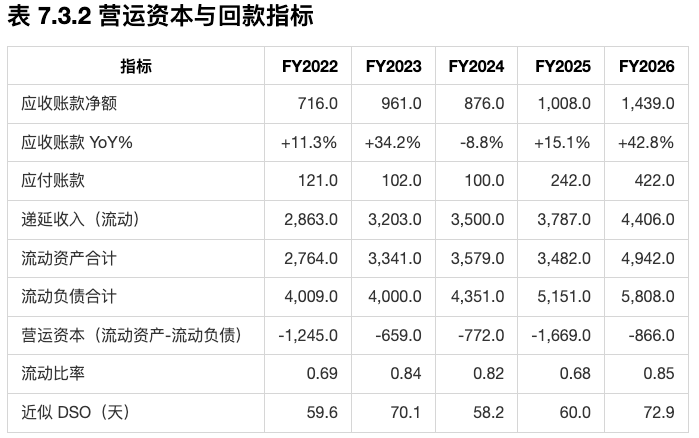 表 7.3.2 营运资本与回款指标
指标 FY2022 FY2023 FY2024 FY2025 FY2026
应收账款净额 716.0 961.0 876.0 1,008.0 1,439.0
应收账款 YoY% +11.3% +34.2% -8.8% +15.1% +42.8%
应付账款 121.0 102.0 100.0 242.0 422.0
递延收入（流动） 2,863.0 3,203.0 3,500.0 3,787.0 4,406.0
流动资产合计 2,764.0 3,341.0 3,579.0 3,482.0 4,942.0
流动负债合计 4,009.0 4,000.0 4,351.0 5,151.0 5,808.0
营运资本（流动资产-流动负债） -1,245.0 -659.0 -772.0 -1,669.0 -866.0
流动比率 0.69 0.84 0.82 0.68 0.85
近似 DSO（天） 59.6 70.1 58.2 60.0 72.9